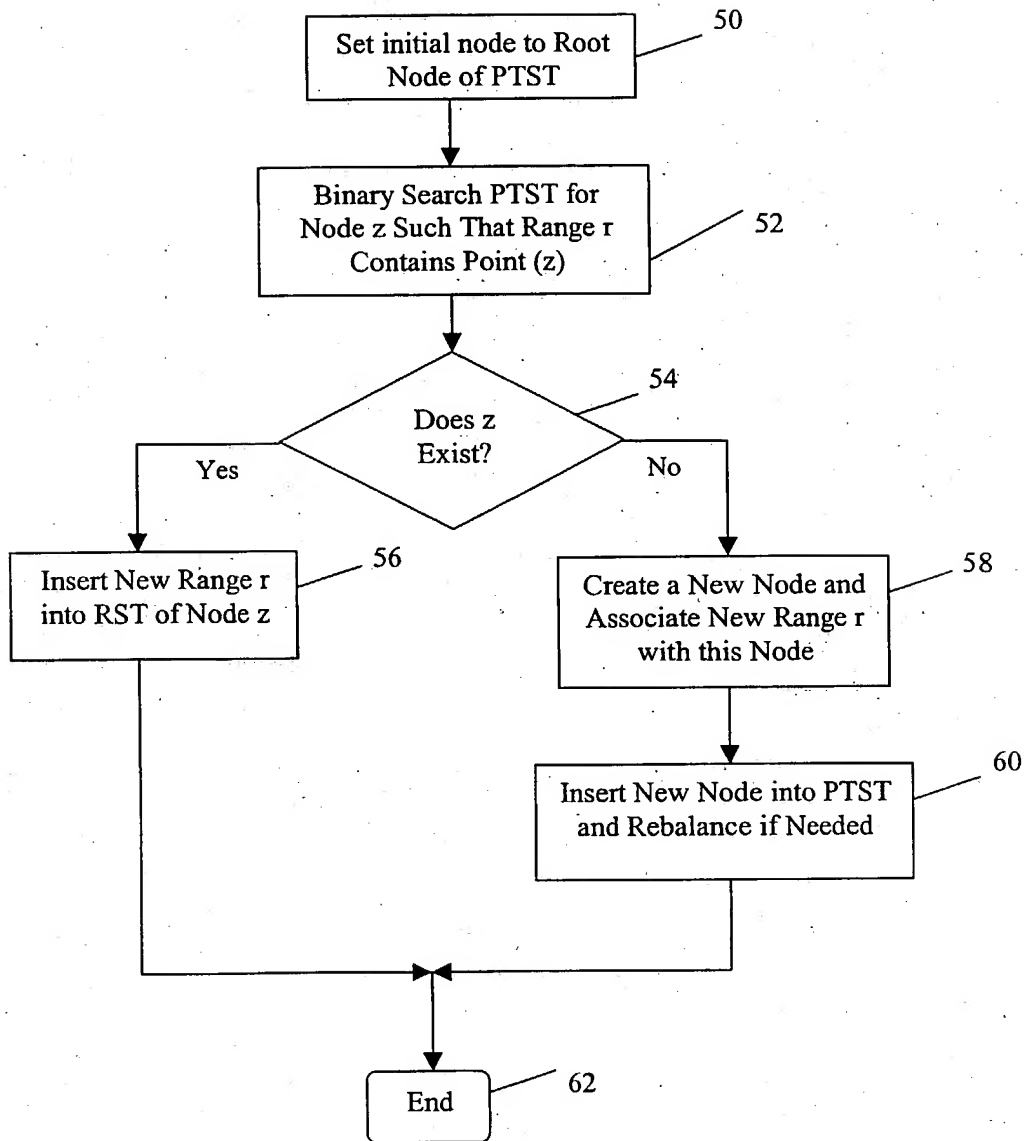 50
Set initial node to Root
Node of PTST
Binary Search PTST for
Node z Such That Range r
Contains Point (z)
52
54
Does z
Exist?
Yes
No
56
Insert New Range r
into RST of Node z
58
Create a New Node and
Associate New Range r
with this Node
60
Insert New Node into PTST
and Rebalance if Needed
62
End